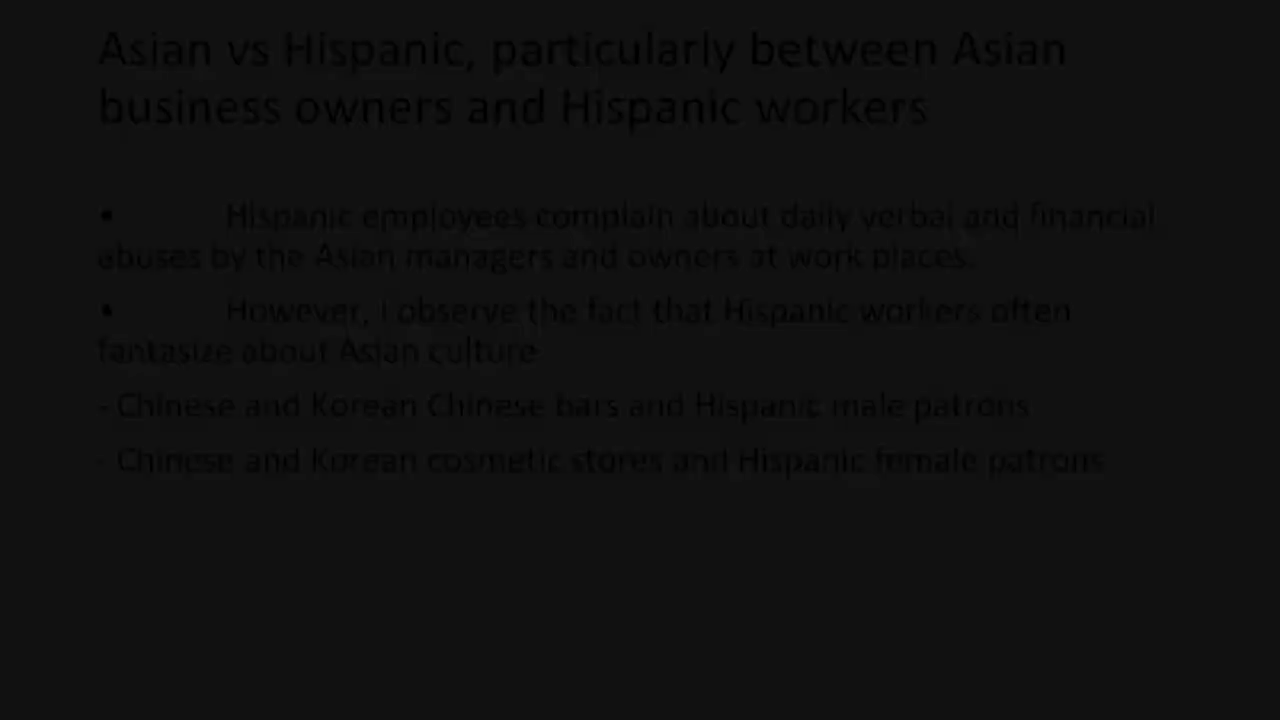 Asian vs Hispanic, particularly between Asian
business owners and Hispanic workers
• Hispanic employees complain about daily verbal and financial
abuses by the Asian managers and owners at work places.
• However, I observe the fact that Hispanic workers often
fantasize about Asian culture
- Chinese and Korean Chinese bars and Hispanic male patrons
- Chinese and Korean cosmetic stores and Hispanic female patrons